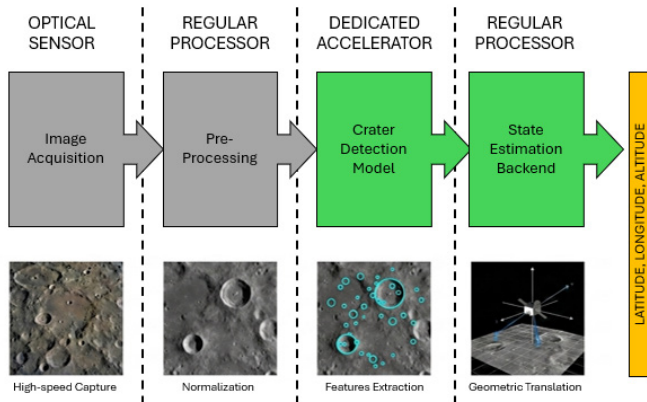 OPTICAL
SENSOR
REGULAR
PROCESSOR
DEDICATED
ACCELERATOR
REGULAR
PROCESSOR
Image
Acquisition
Pre-
Processing
Crater
Detection
Model
State
Estimation
Backend
LATITUDE, LONGITUDE, ALTITUDE
High-speed Capture
Normalization
Features Extraction
Geometric Translation